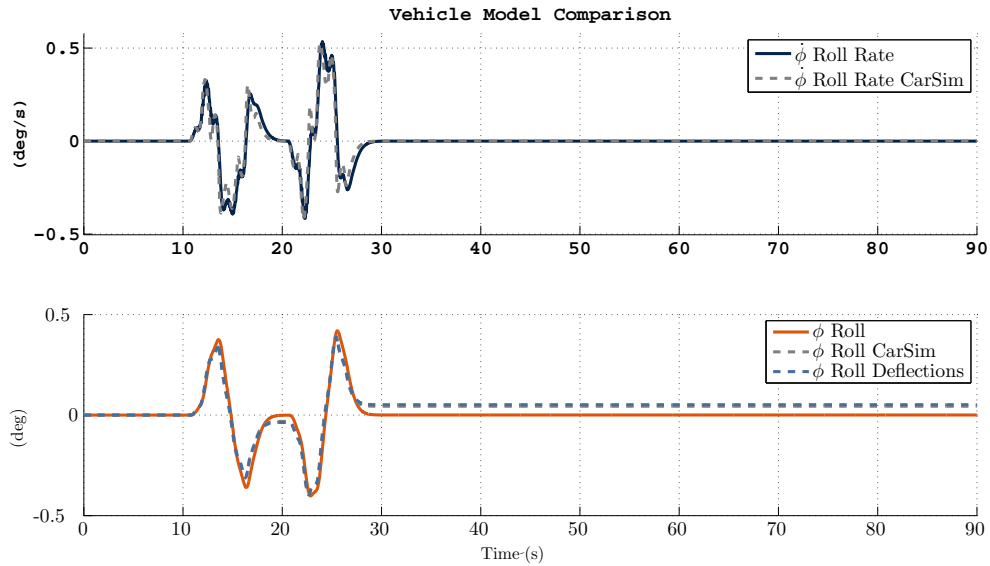 Vehicle Model Comparison
0.5
0
−0.5
(deg/s)
φ̇ Roll Rate
φ̇ Roll Rate CarSim
0 10 20 30 40 50 60 70 80 90
0.5
0
-0.5
(deg)
φ Roll
φ Roll CarSim
φ Roll Deflections
0 10 20 30 40 50 60 70 80 90
Time-(s)